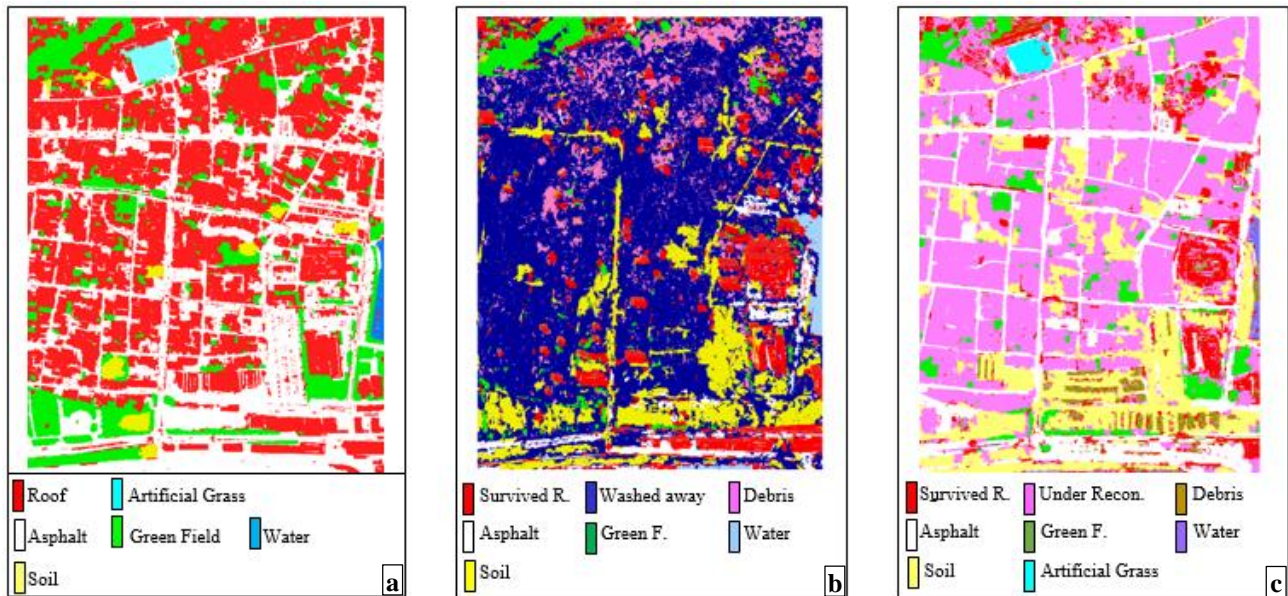 Roof Artificial Grass
Asphalt Green Field Water
Soil
a
Survived R. Washed away Debris
Asphalt Green F. Water
Soil
b
Survived R. Under Recon. Debris
Asphalt Green F. Water
Soil Artificial Grass
c